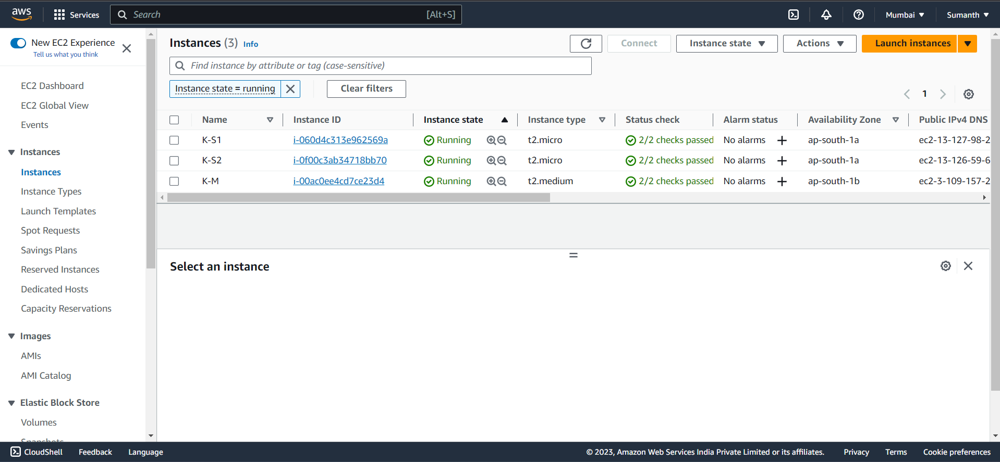 aws
Services
Search
[Alt+S]
Mumbai
Sumanth
New EC2 Experience
Tell us what you think
EC2 Dashboard
EC2 Global View
Events
Instances
Instances
Instance Types
Launch Templates
Spot Requests
Savings Plans
Reserved Instances
Dedicated Hosts
Capacity Reservations
Images
AMIs
AMI Catalog
Elastic Block Store
Volumes
Snapshots
Instances (3) Info
Connect
Instance state
Actions
Launch instances
Find instance by attribute or tag (case-sensitive)
Instance state = running
Clear filters
1
Name Instance ID Instance state Instance type Status check Alarm status Availability Zone Public IPv4 DNS
K-S1 i-060d4c313e962569a Running t2.micro 2/2 checks passed No alarms + ap-south-1a ec2-13-127-98-2
K-S2 i-0f00c3ab34718bb70 Running t2.micro 2/2 checks passed No alarms + ap-south-1a ec2-13-126-59-6
K-M i-00ac0ee4cd7ce23d4 Running t2.medium 2/2 checks passed No alarms + ap-south-1b ec2-3-109-157-2
Select an instance
CloudShell Feedback Language
© 2023, Amazon Web Services India Private Limited or its affiliates. Privacy Terms Cookie preferences